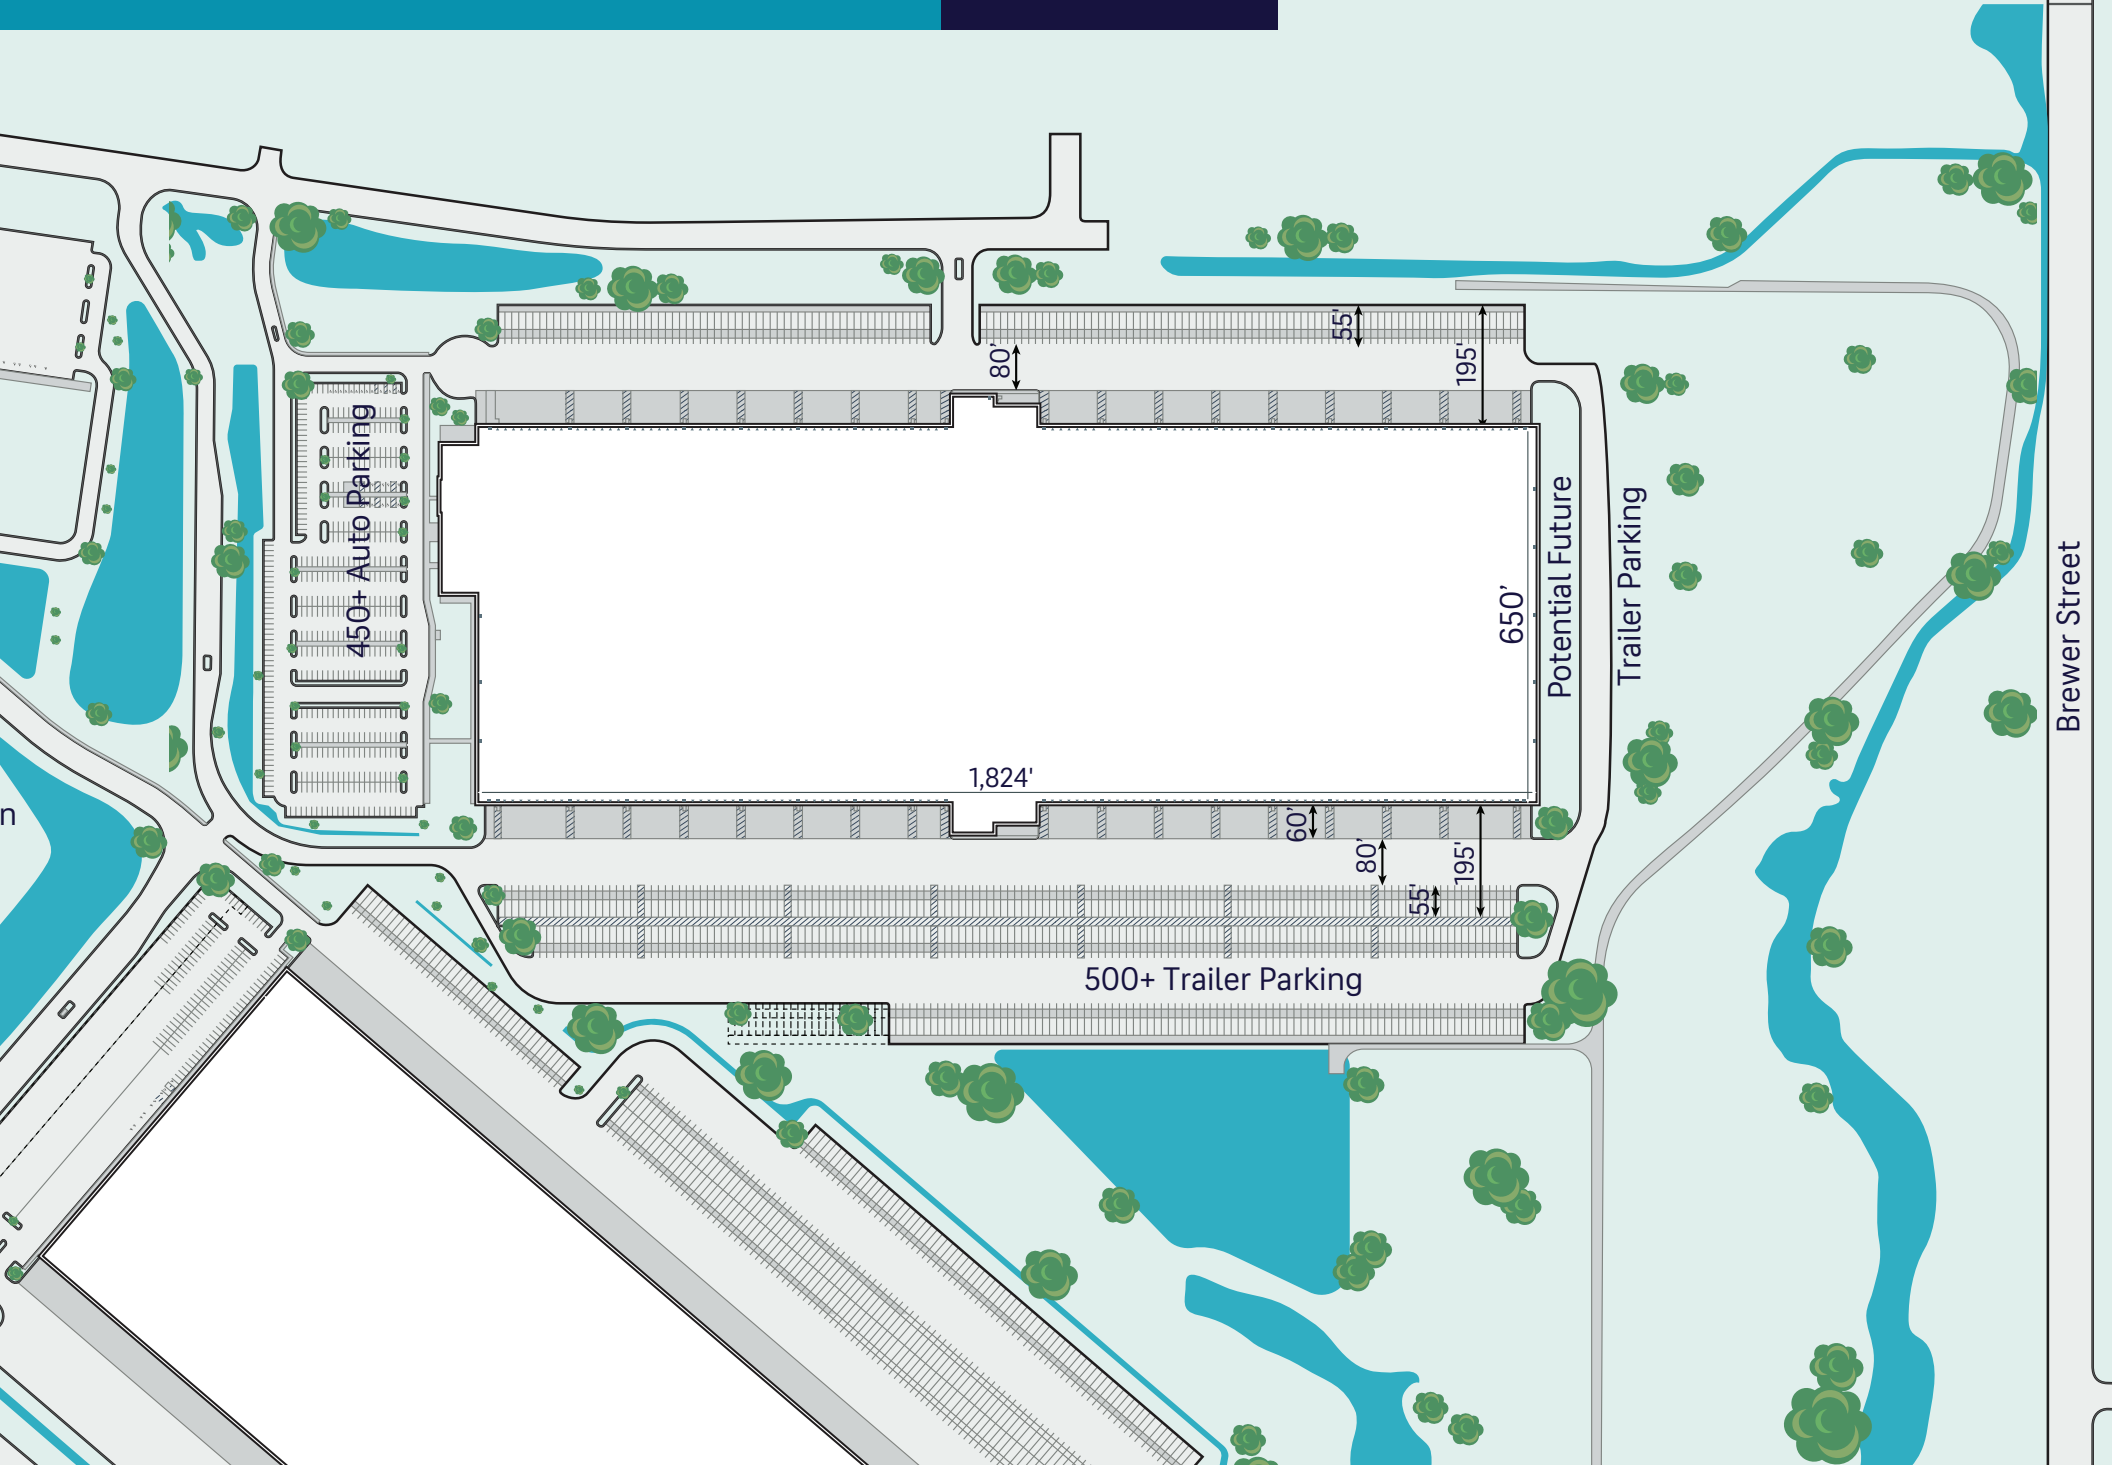 55'
80'
195'
450+ Auto Parking
650'
Potential Future
Trailer Parking
Brewer Street
1,824'
n
60'
80'
195'
55'
500+ Trailer Parking